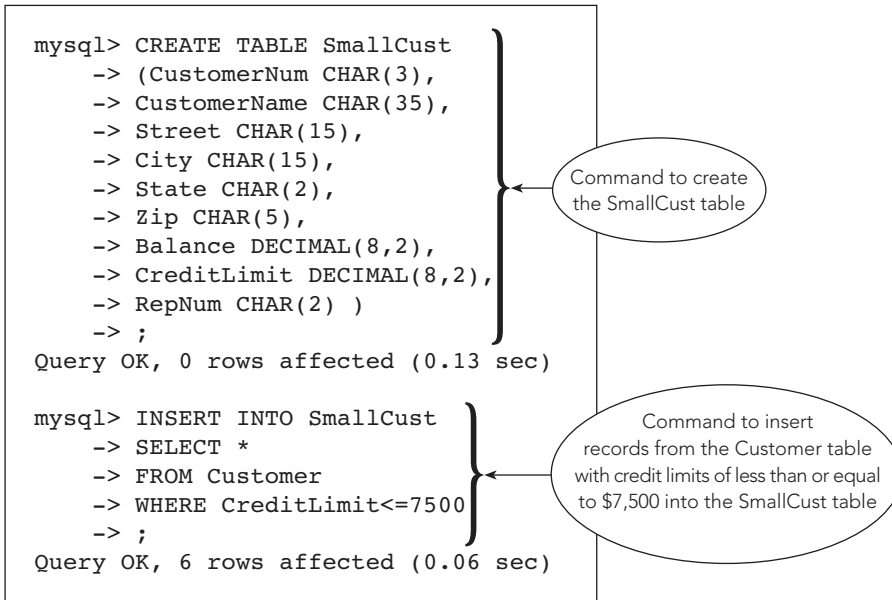 mysql> CREATE TABLE SmallCust
-> (CustomerNum CHAR(3),
-> CustomerName CHAR(35),
-> Street CHAR(15),
-> City CHAR(15),
-> State CHAR(2),
-> Zip CHAR(5),
-> Balance DECIMAL(8,2),
-> CreditLimit DECIMAL(8,2),
-> RepNum CHAR(2) )
-> ;
Query OK, 0 rows affected (0.13 sec)
Command to create
the SmallCust table
mysql> INSERT INTO SmallCust
-> SELECT *
-> FROM Customer
-> WHERE CreditLimit<=7500
-> ;
Query OK, 6 rows affected (0.06 sec)
Command to insert
records from the Customer table
with credit limits of less than or equal
to $7,500 into the SmallCust table